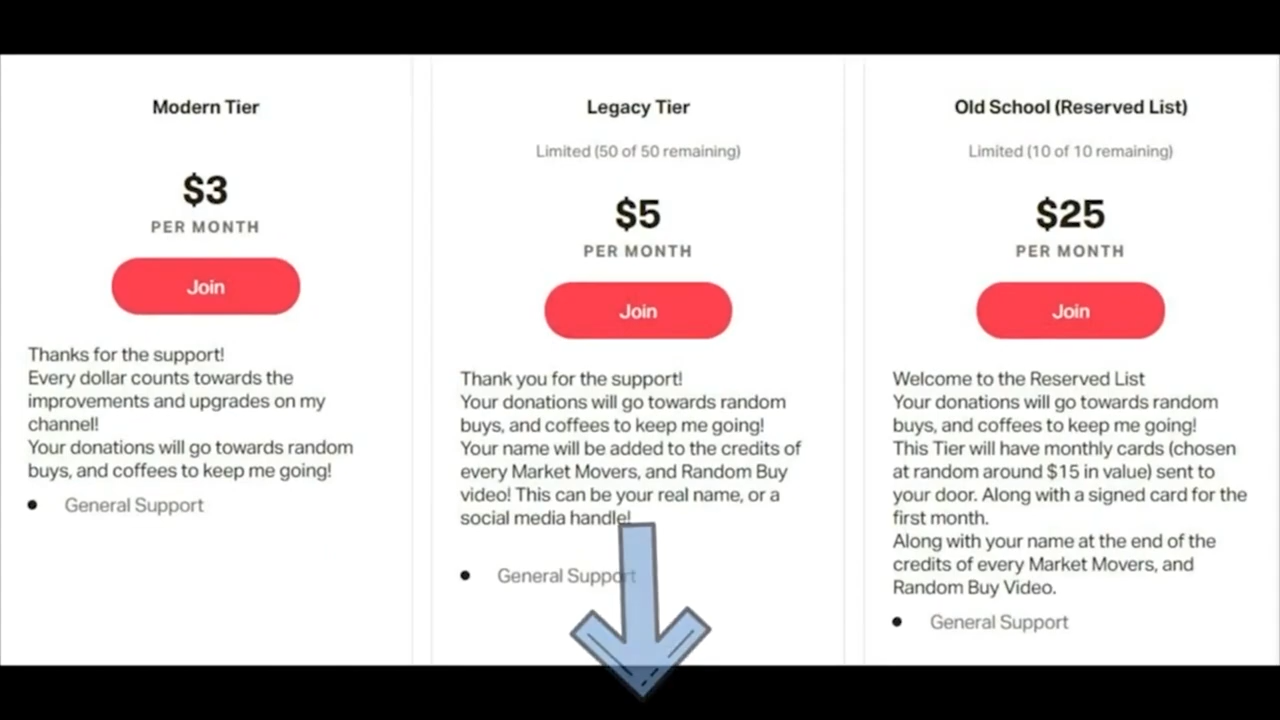 Modern Tier
$3
PER MONTH
Join
Thanks for the support!
Every dollar counts towards the
improvements and upgrades on my
channel!
Your donations will go towards random
buys, and coffees to keep me going!
General Support
Legacy Tier
Limited (50 of 50 remaining)
$5
PER MONTH
Join
Thank you for the support!
Your donations will go towards random
buys, and coffees to keep me going!
Your name will be added to the credits of
every Market Movers, and Random Buy
video! This can be your real name, or a
social media handle!
General Support
Old School (Reserved List)
Limited (10 of 10 remaining)
$25
PER MONTH
Join
Welcome to the Reserved List
Your donations will go towards random
buys, and coffees to keep me going!
This Tier will have monthly cards (chosen
at random around $15 in value) sent to
your door. Along with a signed card for the
first month.
Along with your name at the end of the
credits of every Market Movers, and
Random Buy Video.
General Support